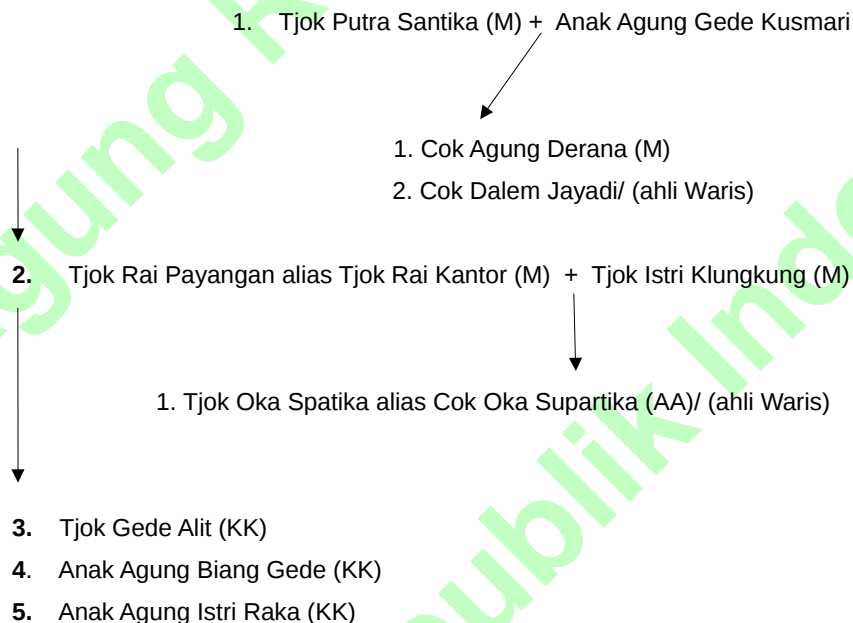 1. Tjok Putra Santika (M) + Anak Agung Gede Kusmari
1. Cok Agung Derana (M)
2. Cok Dalem Jayadi/ (ahli Waris)
2. Tjok Rai Payangan alias Tjok Rai Kantor (M) + Tjok Istri Klungkung (M)
1. Tjok Oka Spatika alias Cok Oka Supartika (AA)/ (ahli Waris)
3. Tjok Gede Alit (KK)
4. Anak Agung Biang Gede (KK)
5. Anak Agung Istri Raka (KK)